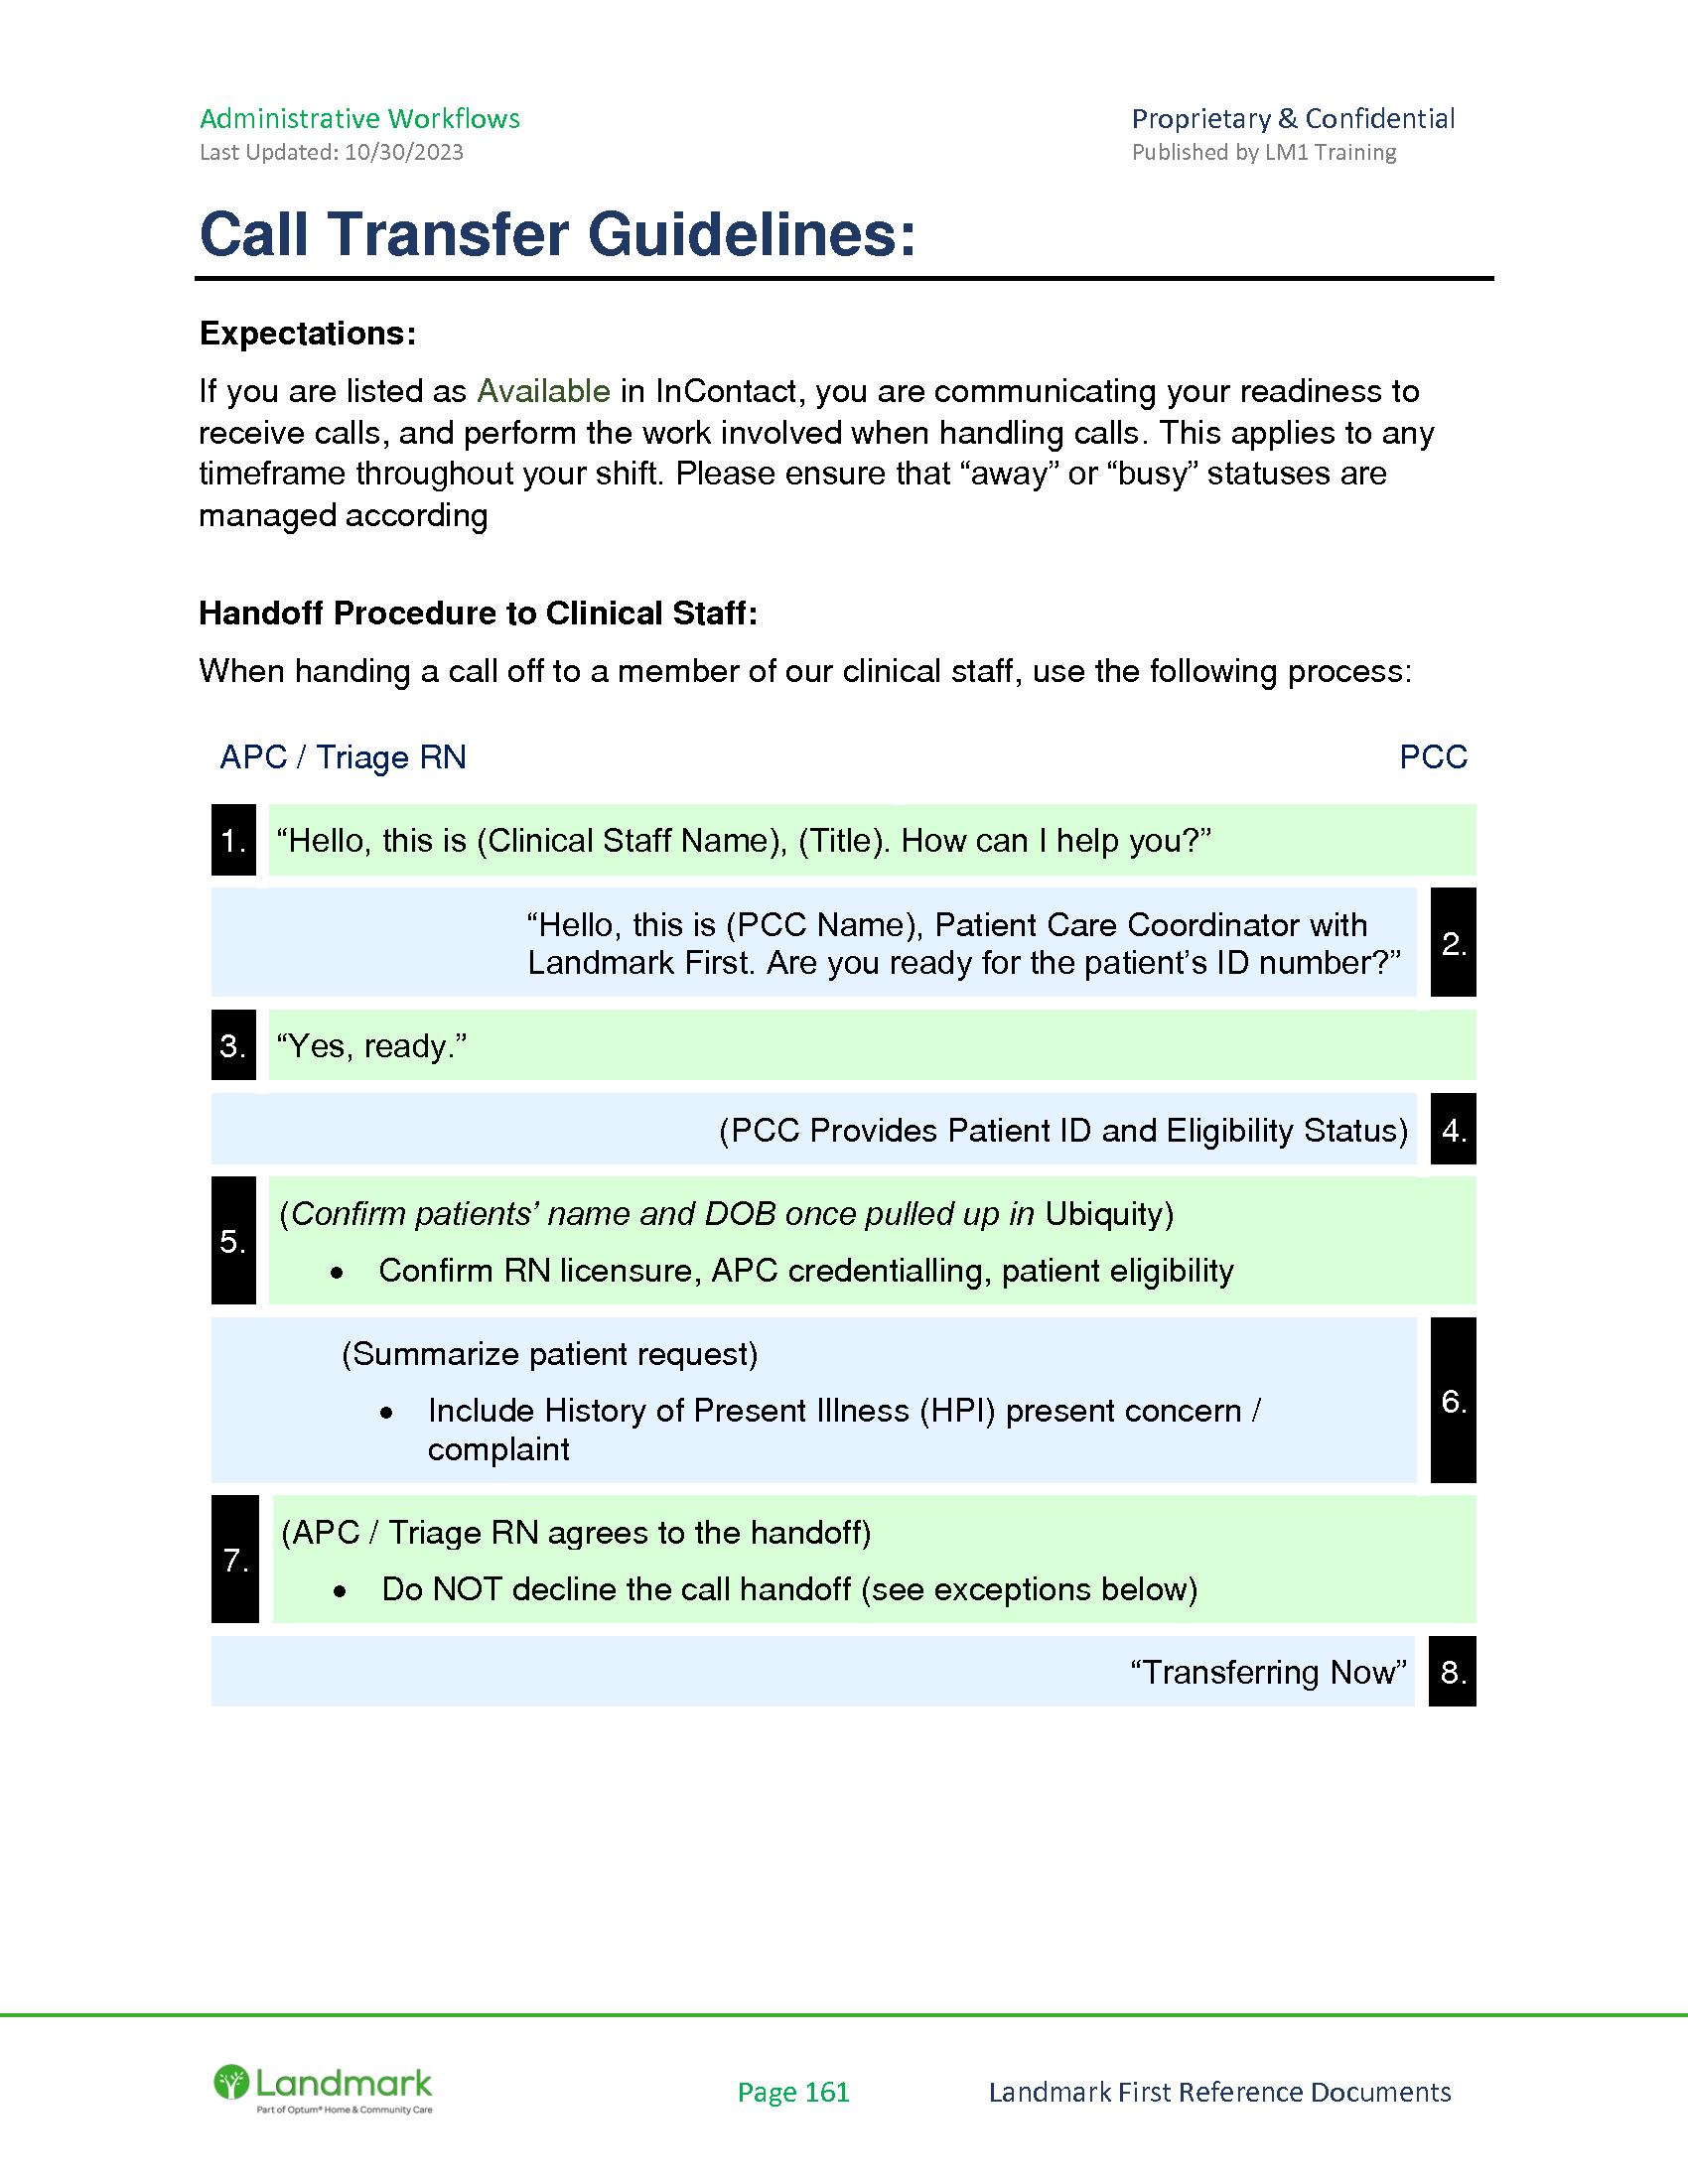 Administrative Workflows
Proprietary & Confidential
Last Updated: 10/30/2023
Published by LM1 Training
Call Transfer Guidelines:
Expectations:
If you are listed as Available in InContact, you are communicating your readiness to
receive calls, and perform the work involved when handling calls. This applies to any
timeframe throughout your shift. Please ensure that “away” or “busy” statuses are
managed according
Handoff Procedure to Clinical Staff:
When handing a call off to a member of our clinical staff, use the following process:
APC / Triage RN
PCC
1. “Hello, this is (Clinical Staff Name), (Title). How can I help you?”
“Hello, this is (PCC Name), Patient Care Coordinator with
Landmark First. Are you ready for the patient’s ID number?”
2.
3. “Yes, ready.”
(PCC Provides Patient ID and Eligibility Status) 4.
(Confirm patients’ name and DOB once pulled up in Ubiquity)
5.
• Confirm RN licensure, APC credentialling, patient eligibility
(Summarize patient request)
• Include History of Present Illness (HPI) present concern /
complaint
6.
(APC / Triage RN agrees to the handoff)
7.
• Do NOT decline the call handoff (see exceptions below)
“Transferring Now” 8.
Landmark
Part of Optum® Home & Community Care
Page 161
Landmark First Reference Documents